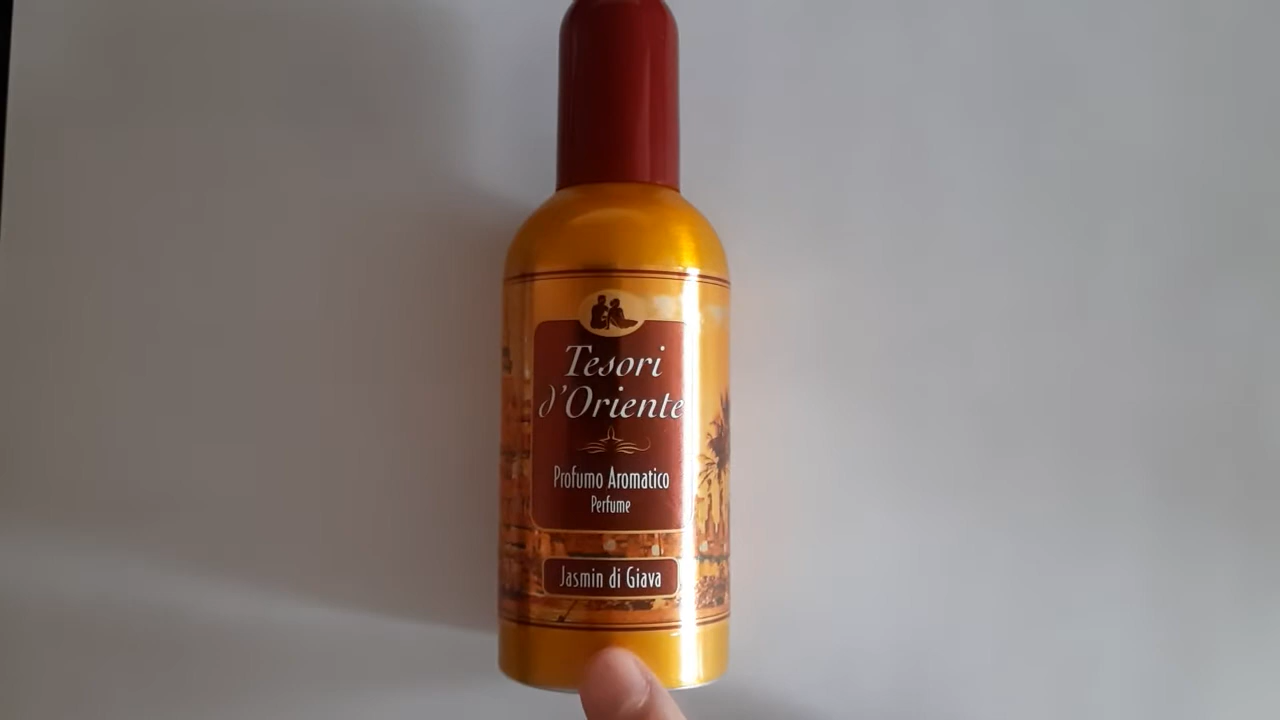 Tesori
d'Oriente
Profumo Aromatico
Perfume
Jasmin di Giava